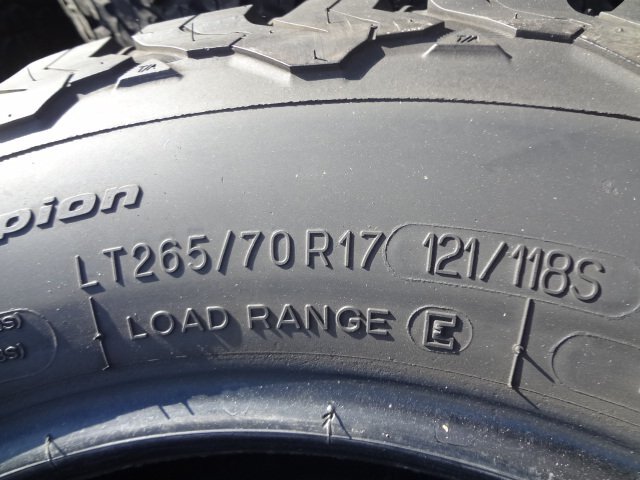 pion
LT265/70 R17 121/118S
LOAD RANGE E